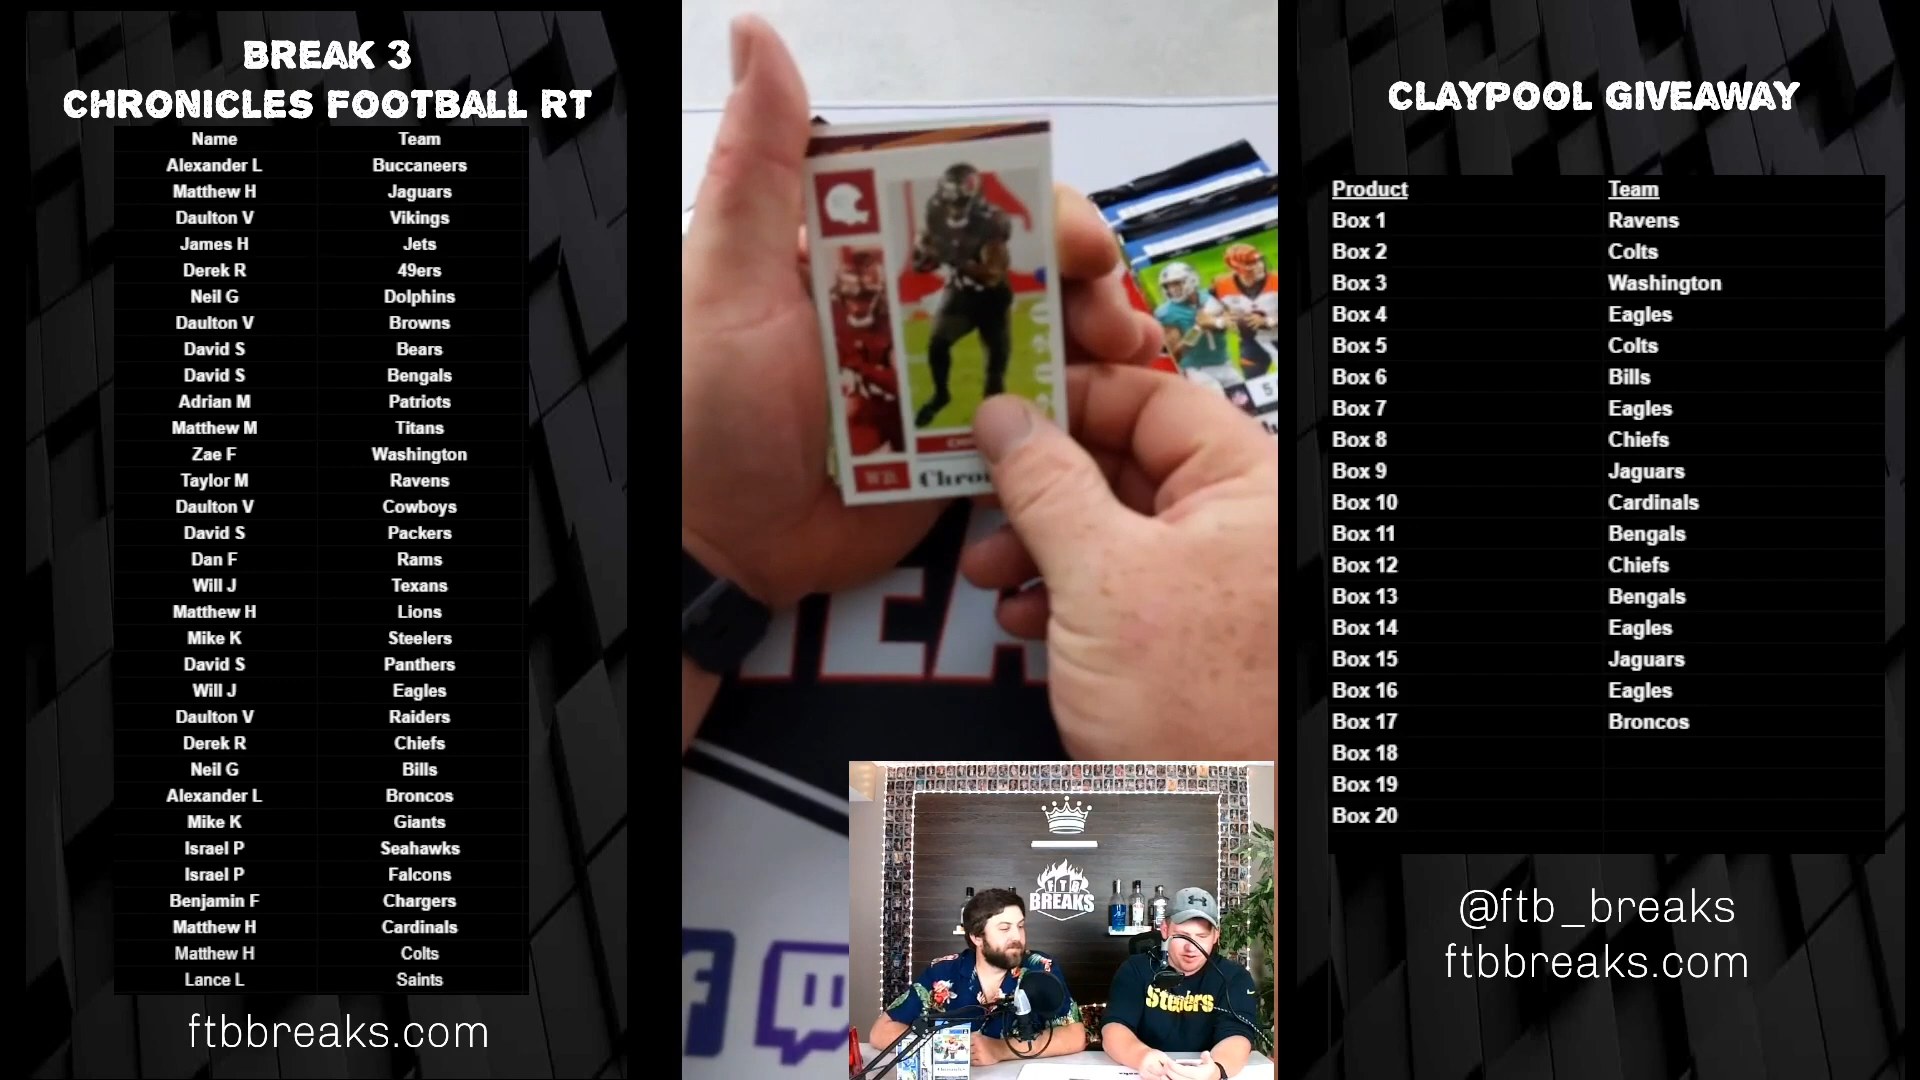 BREAK 3
CHRONICLES FOOTBALL RT
Name Team
Alexander L Buccaneers
Matthew H Jaguars
Daulton V Vikings
James H Jets
Derek R 49ers
Neil G Dolphins
Daulton V Browns
David S Bears
David S Bengals
Adrian M Patriots
Matthew M Titans
Zae F Washington
Taylor M Ravens
Daulton V Cowboys
David S Packers
Dan F Rams
Will J Texans
Matthew H Lions
Mike K Steelers
David S Panthers
Will J Eagles
Daulton V Raiders
Derek R Chiefs
Neil G Bills
Alexander L Broncos
Mike K Giants
Israel P Seahawks
Israel P Falcons
Benjamin F Chargers
Matthew H Cardinals
Matthew H Colts
Lance L Saints
ftbbreaks.com
2020
WR
Chron
TEA
FTB
BREAKS
Steelers
CLAYPOOL GIVEAWAY
Product Team
Box 1 Ravens
Box 2 Colts
Box 3 Washington
Box 4 Eagles
Box 5 Colts
Box 6 Bills
Box 7 Eagles
Box 8 Chiefs
Box 9 Jaguars
Box 10 Cardinals
Box 11 Bengals
Box 12 Chiefs
Box 13 Bengals
Box 14 Eagles
Box 15 Jaguars
Box 16 Eagles
Box 17 Broncos
Box 18
Box 19
Box 20
@ftb_breaks
ftbbreaks.com